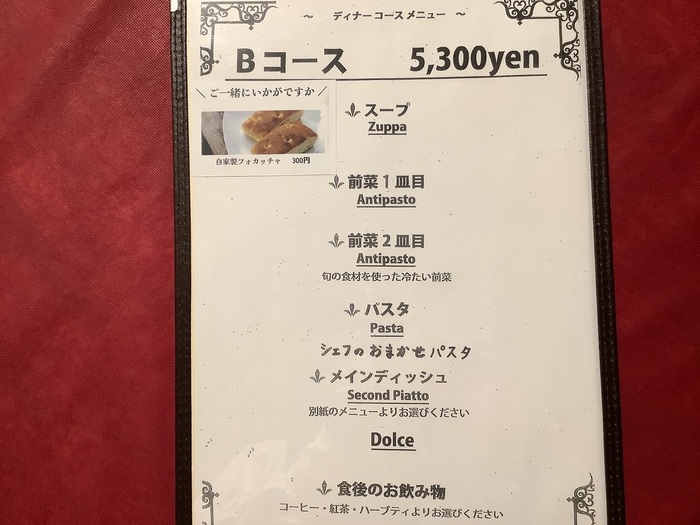 ～ ディナーコースメニュー ～
Bコース 5,300yen
＼ ご一緒にいかがですか ／
自家製フォカッチャ 300円
スープ
Zuppa
前菜1皿目
Antipasto
前菜2皿目
Antipasto
旬の食材を使った冷たい前菜
パスタ
Pasta
シェフのおまかせパスタ
メインディッシュ
Second Piatto
別紙のメニューよりお選びください
Dolce
食後のお飲み物
コーヒー・紅茶・ハーブティよりお選びください